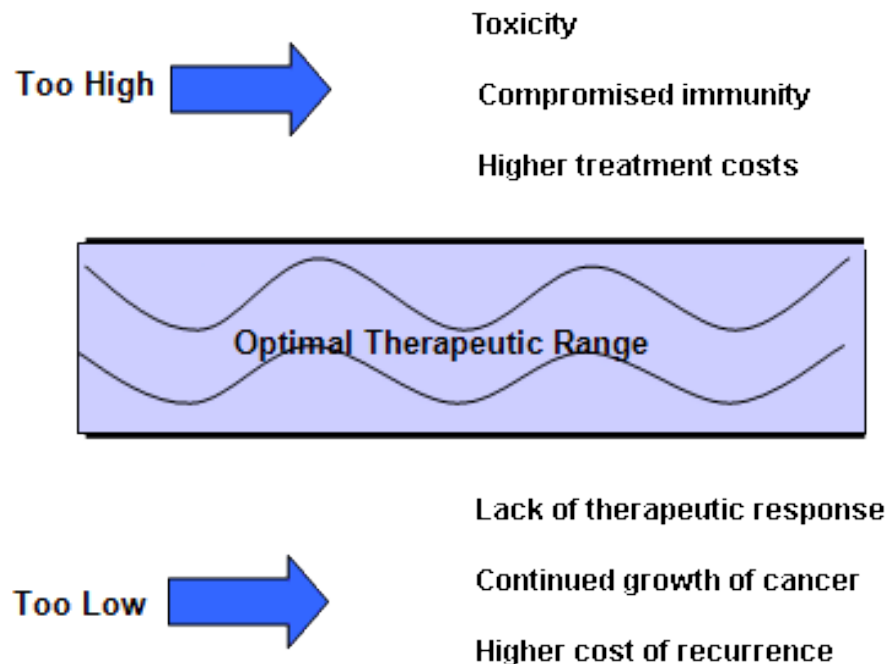 Toxicity
Too High
Compromised immunity
Higher treatment costs
Optimal Therapeutic Range
Lack of therapeutic response
Continued growth of cancer
Too Low
Higher cost of recurrence